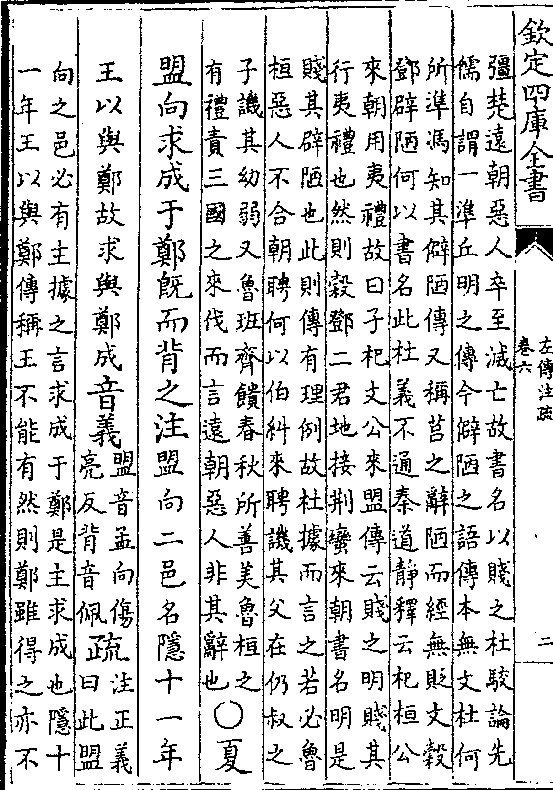 欽定四庫全書
左傳注疏
卷六
二
彊楚遠朝惡人卒至滅亡故書名以賤之杜駮論先
儒自謂一準丘明之傳今僻陋之語傳本無文杜何
所準馮知其僻陋傳又稱莒之辟陋而經無貶文穀
鄧辟陋何以書名此杜義不通秦道静釋云杞桓公
來朝用夷禮故曰子杞文公來盟傳云賤之明賤其
行夷禮也然則穀鄧二君地接荆蠻來朝書名明是
賤其辟陋也此則傳有理例故杜據而言之若必魯
桓惡人不合朝聘何以伯糾來聘譏其父在仍叔之
子譏其幼弱又魯班齊饋春秋所善美魯桓之
有禮責三國之來伐而言遠朝惡人非其辭也○夏
盟向求成于鄭既而背之注盟向二邑名隱十一年
王以與鄭故求與鄭成音義盟音孟向傷
亮反背音佩疏注正義
曰此盟
向之邑必有主據之言求成于鄭是主求成也隱十
一年王以與鄭傳稱王不能有然則鄭雖得之亦不